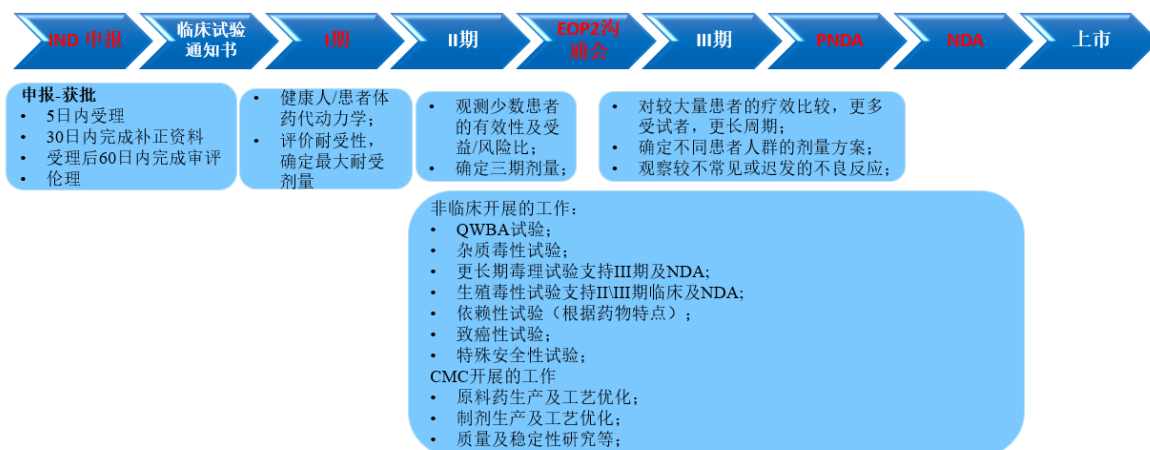 IND 申报
临床试验
通知书
I期
II期
EOP2沟
通会
III期
PNDA
NDA
上市
申报-获批
• 5日内受理
• 30日内完成补正资料
• 受理后60日内完成审评
• 伦理
• 健康人/患者体
药代动力学；
• 评价耐受性，
确定最大耐受
剂量
• 观测少数患者
的有效性及受
益/风险比；
• 确定三期剂量；
• 对较大量患者的疗效比较，更多
受试者，更长周期；
• 确定不同患者人群的剂量方案；
• 观察较不常见或迟发的不良反应；
非临床开展的工作：
• QWBA试验；
• 杂质毒性试验；
• 更长期毒理试验支持III期及NDA;
• 生殖毒性试验支持II\III期临床及NDA;
• 依赖性试验（根据药物特点）；
• 致癌性试验；
• 特殊安全性试验；
CMC开展的工作
• 原料药生产及工艺优化；
• 制剂生产及工艺优化；
• 质量及稳定性研究等；